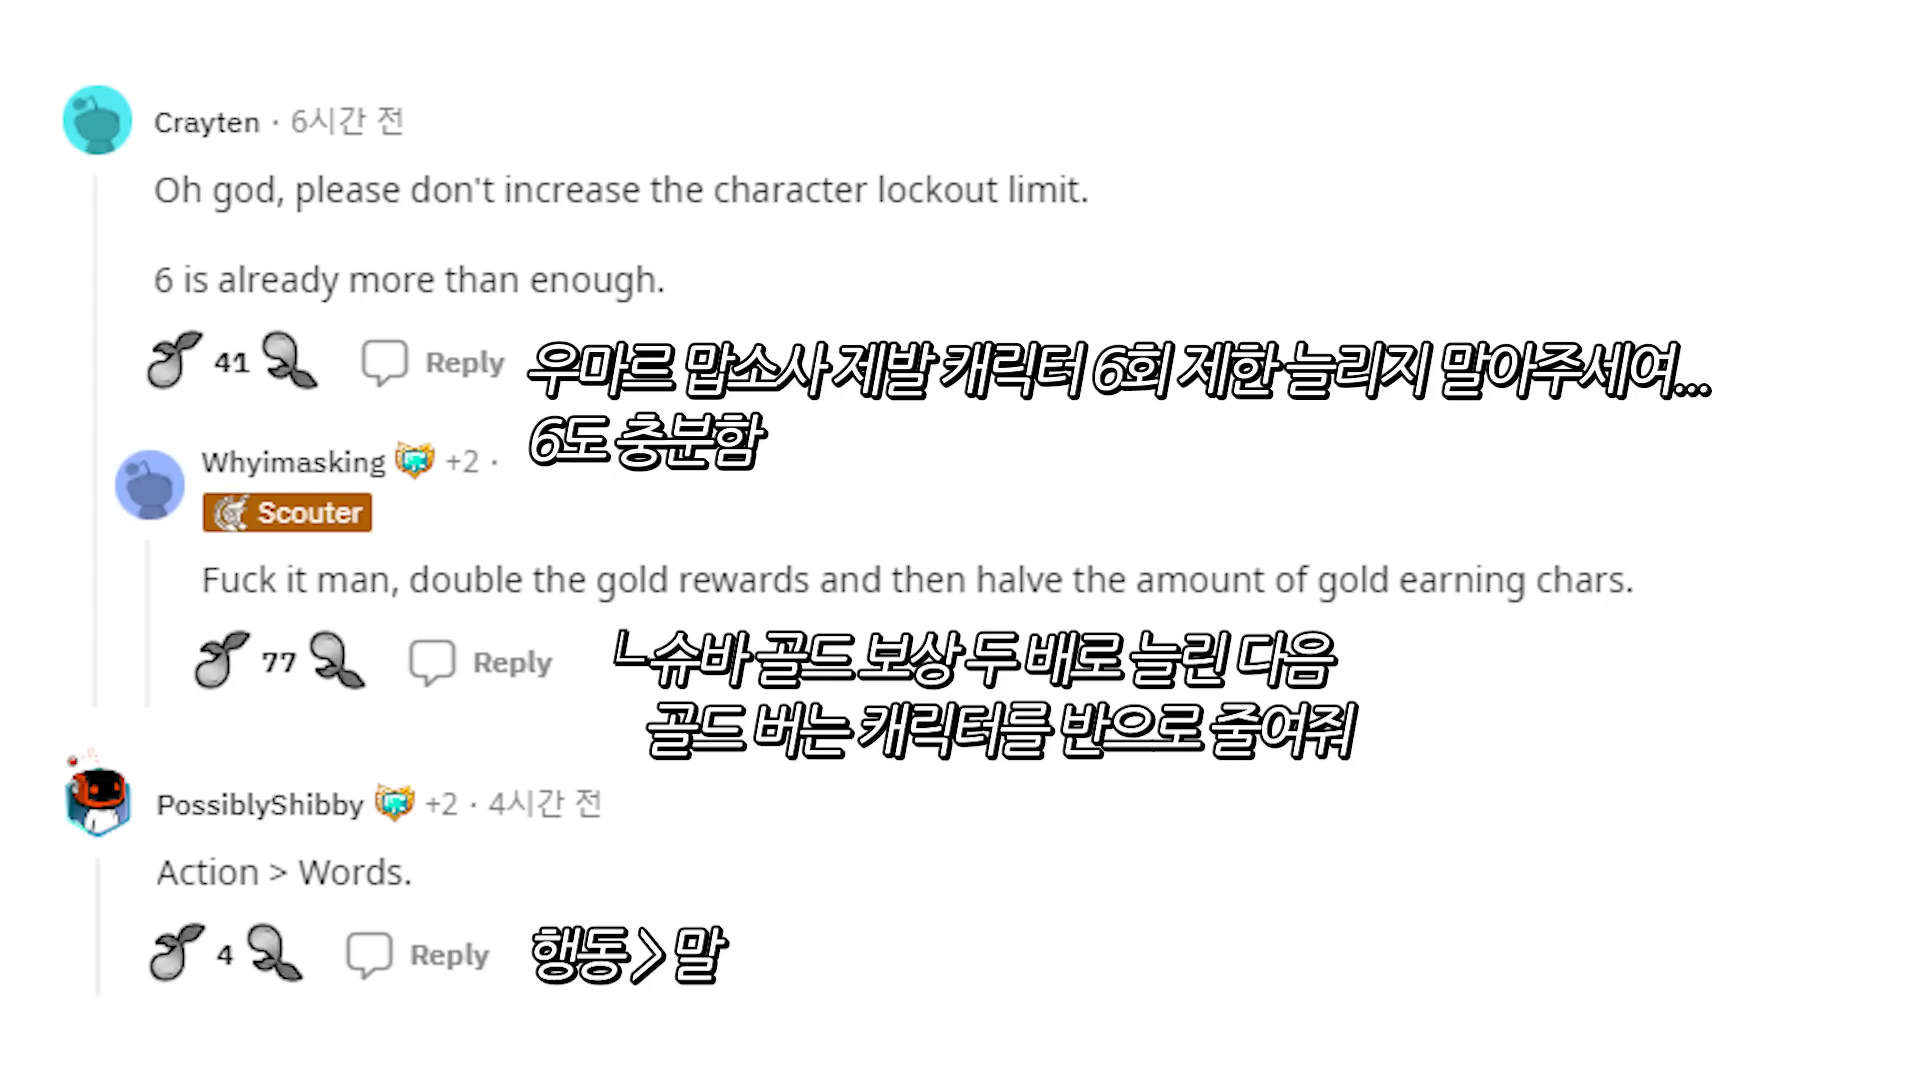 Crayten · 6시간 전
Oh god, please don't increase the character lockout limit.
6 is already more than enough.
41 Reply
우마르 맙소사 제발 캐릭터 6회 제한 늘리지 말아주세여...
6도 충분함
Whyimasking +2 ·
Scouter
Fuck it man, double the gold rewards and then halve the amount of gold earning chars.
77 Reply
ㄴ슈바 골드 보상 두 배로 늘린 다음
골드 버는 캐릭터를 반으로 줄여줘
PossiblyShibby +2 · 4시간 전
Action > Words.
4 Reply
행동 > 말